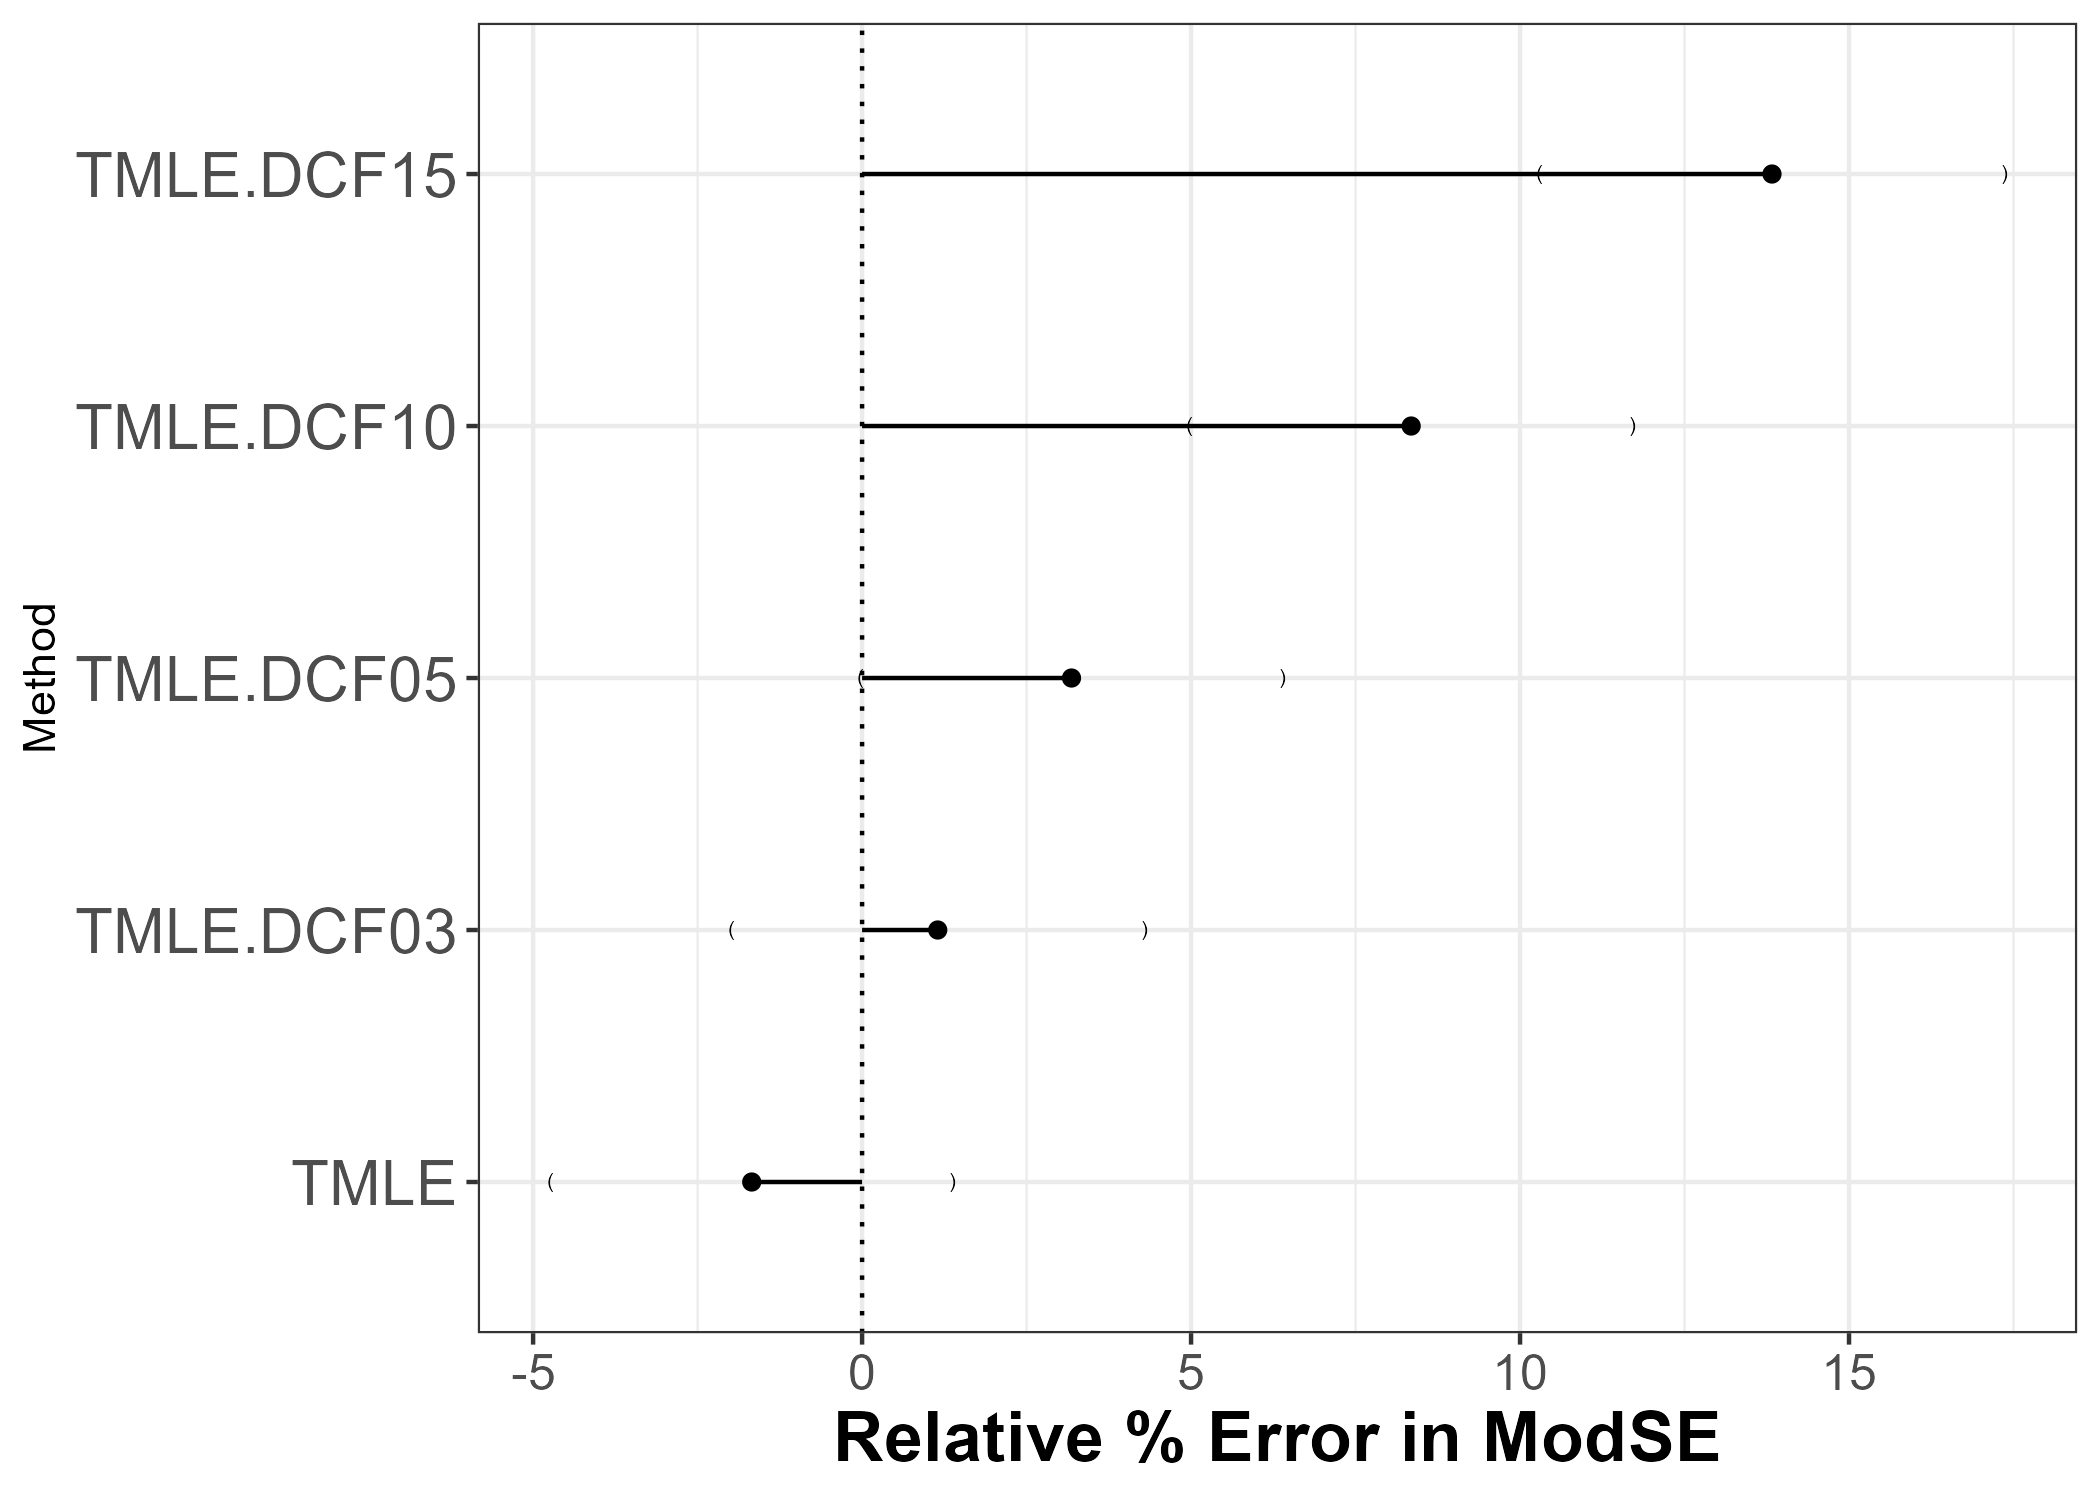 TMLE.DCF15
( )
TMLE.DCF10
( )
TMLE.DCF05
( )
TMLE.DCF03
( )
TMLE
( )
Method
-5 0 5 10 15
Relative % Error in ModSE